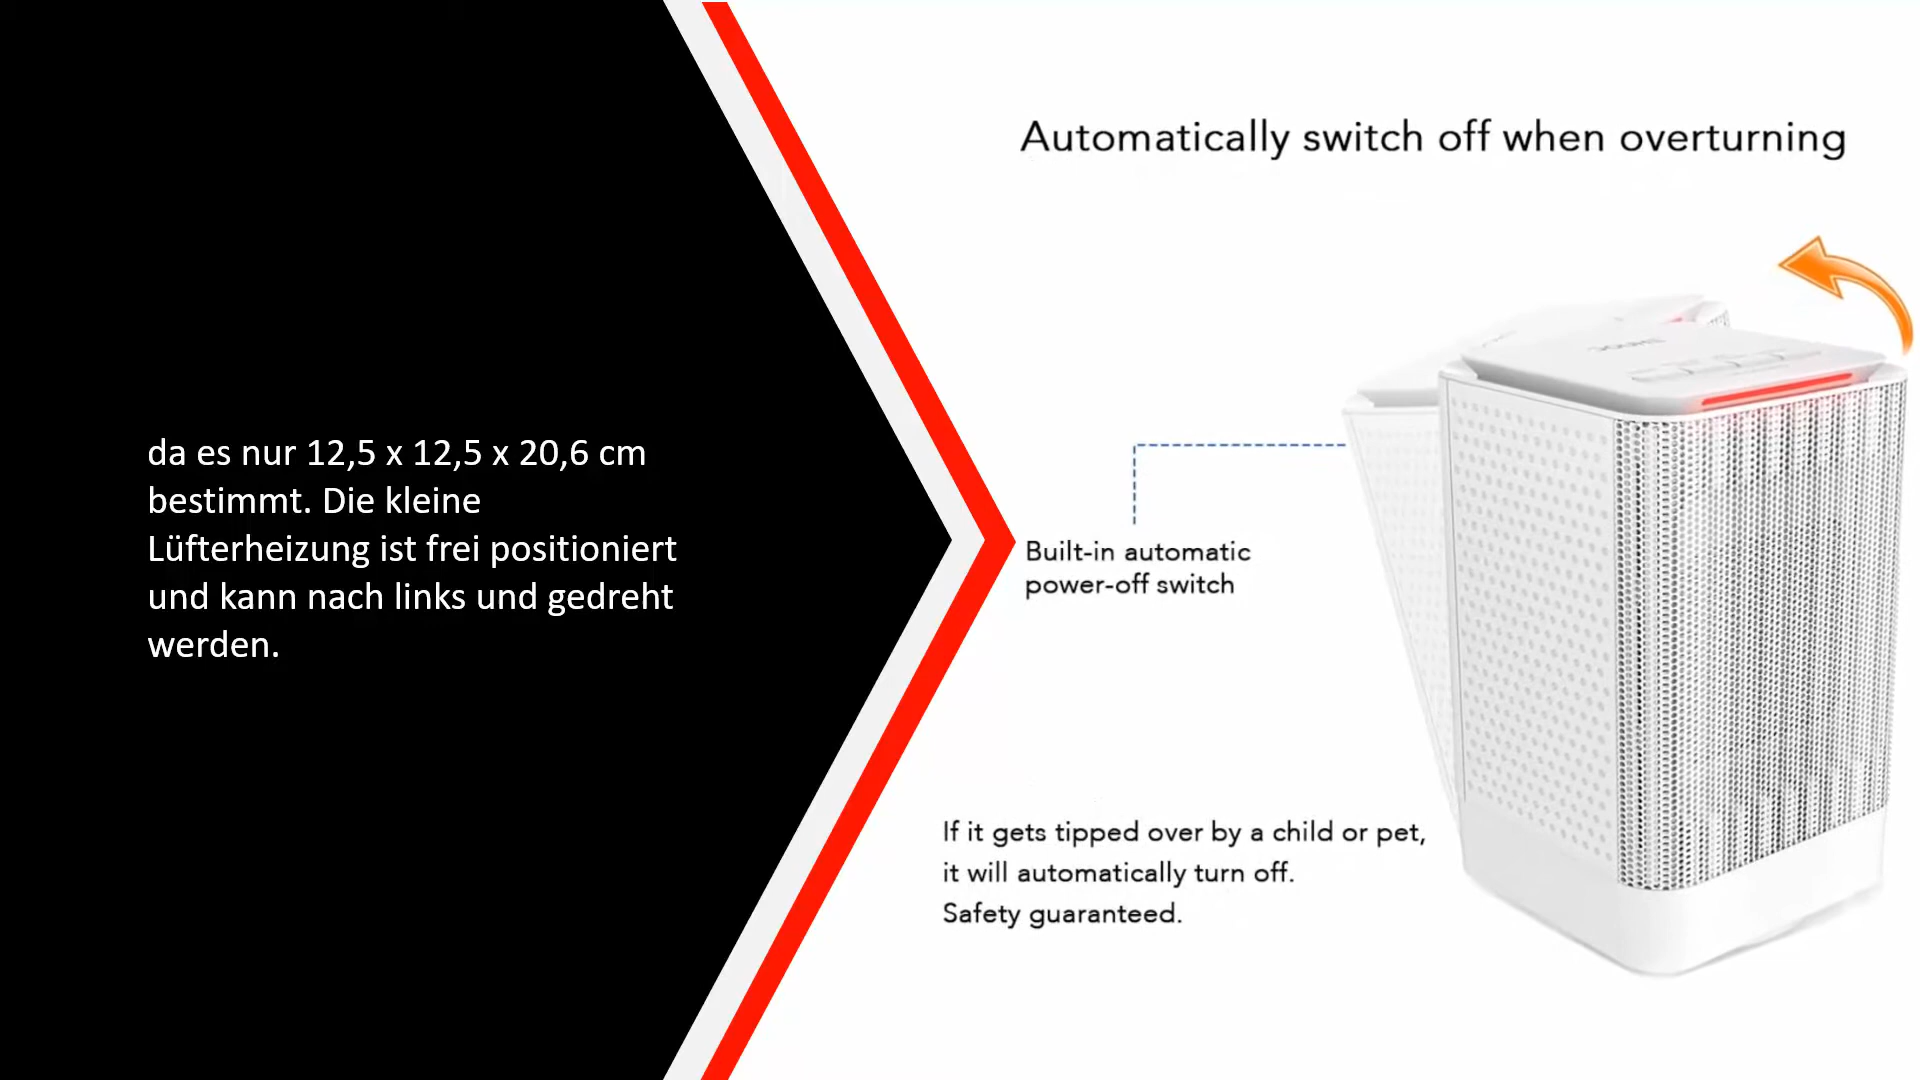 da es nur 12,5 x 12,5 x 20,6 cm
bestimmt. Die kleine
Lüfterheizung ist frei positioniert
und kann nach links und gedreht
werden.
Automatically switch off when overturning
Built-in automatic
power-off switch
If it gets tipped over by a child or pet,
it will automatically turn off.
Safety guaranteed.